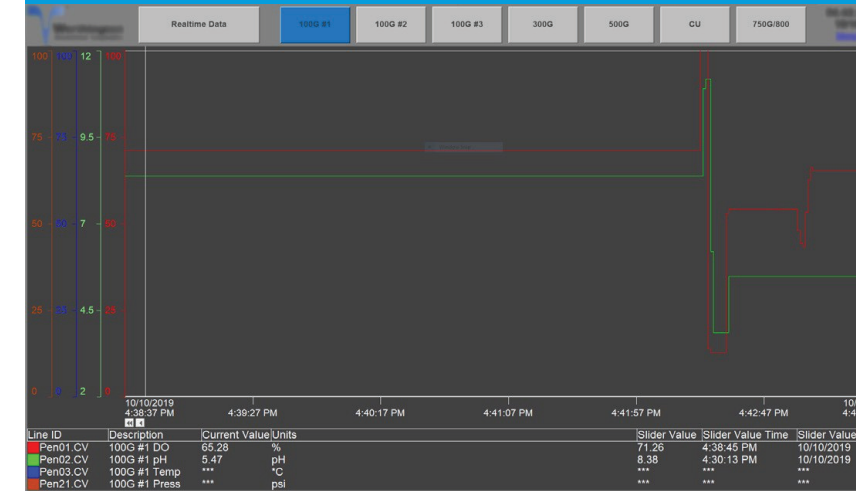 Realtime Data 100G #1 100G #2 100G #3 300G 500G CU 750G/800
100 100 12 100
75 9.5 75
50 50 7 50
25 4.5 25
0 0 2 0
10/10/2019
4:38:37 PM 4:39:27 PM 4:40:17 PM 4:41:07 PM 4:41:57 PM 4:42:47 PM
Line ID Description Current Value Units Slider Value Slider Value Time Slider Value
Pen01.CV 100G #1 DO 65.28 % 71.26 4:38:45 PM 10/10/2019
Pen02.CV 100G #1 pH 5.47 pH 8.38 4:30:13 PM 10/10/2019
Pen03.CV 100G #1 Temp *** °C *** *** ***
Pen21.CV 100G #1 Press *** psi *** *** ***